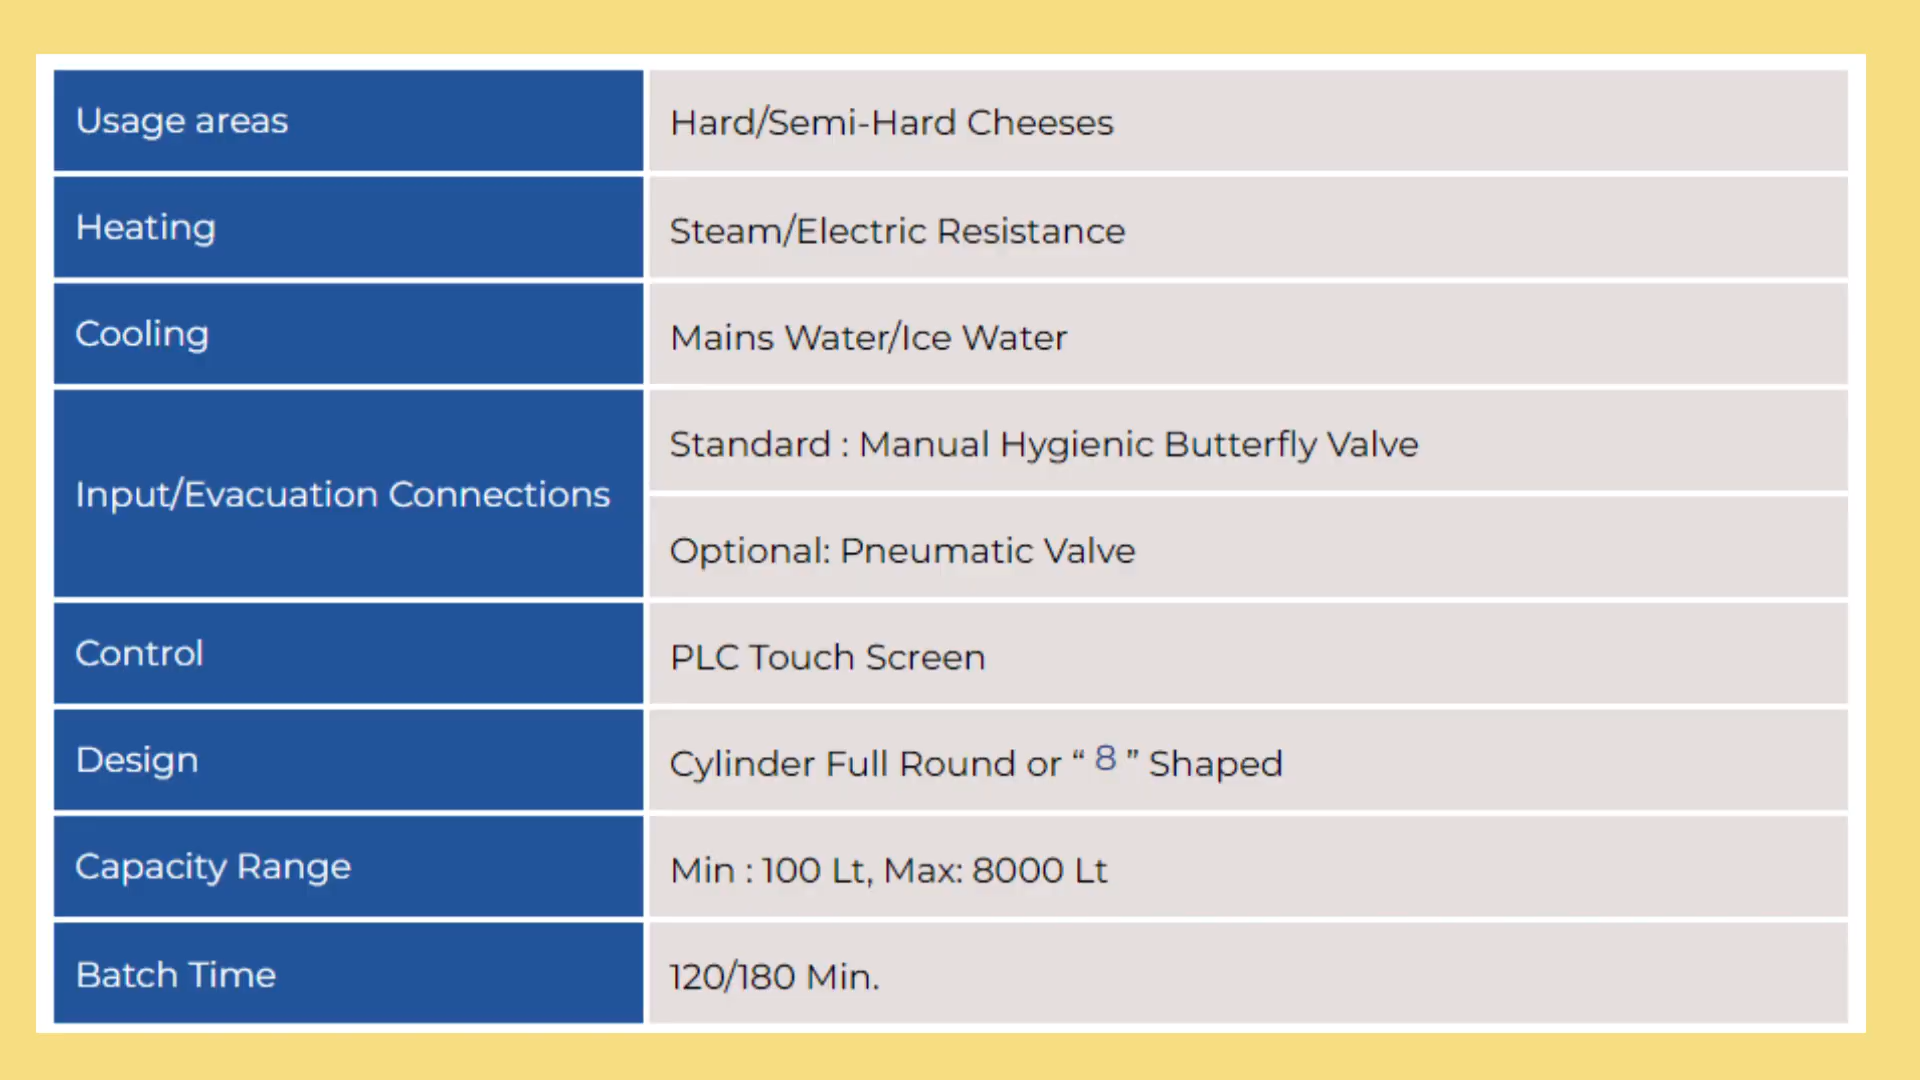 Usage areas
Hard/Semi-Hard Cheeses
Heating
Steam/Electric Resistance
Cooling
Mains Water/Ice Water
Input/Evacuation Connections
Standard : Manual Hygienic Butterfly Valve
Optional: Pneumatic Valve
Control
PLC Touch Screen
Design
Cylinder Full Round or “ 8 ” Shaped
Capacity Range
Min : 100 Lt, Max: 8000 Lt
Batch Time
120/180 Min.